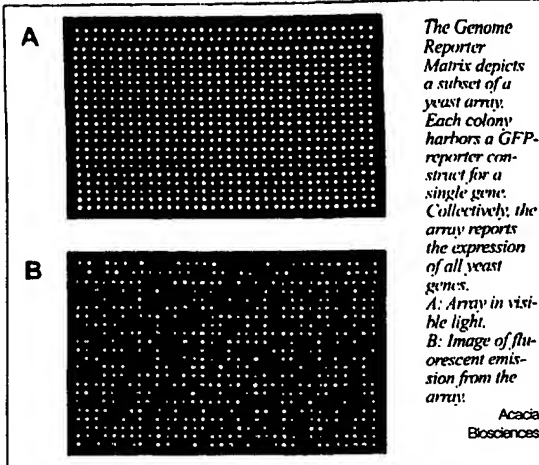 A
B
The Genome
Reporter
Matrix depicts
a subset of a
yeast array.
Each colony
harbors a GFP-
reporter con-
struct for a
single gene.
Collectively, the
array reports
the expression
of all yeast
genes.
A: Array in visi-
ble light.
B: Image of flu-
orescent emis-
sion from the
array.
Acacia
Biosciences